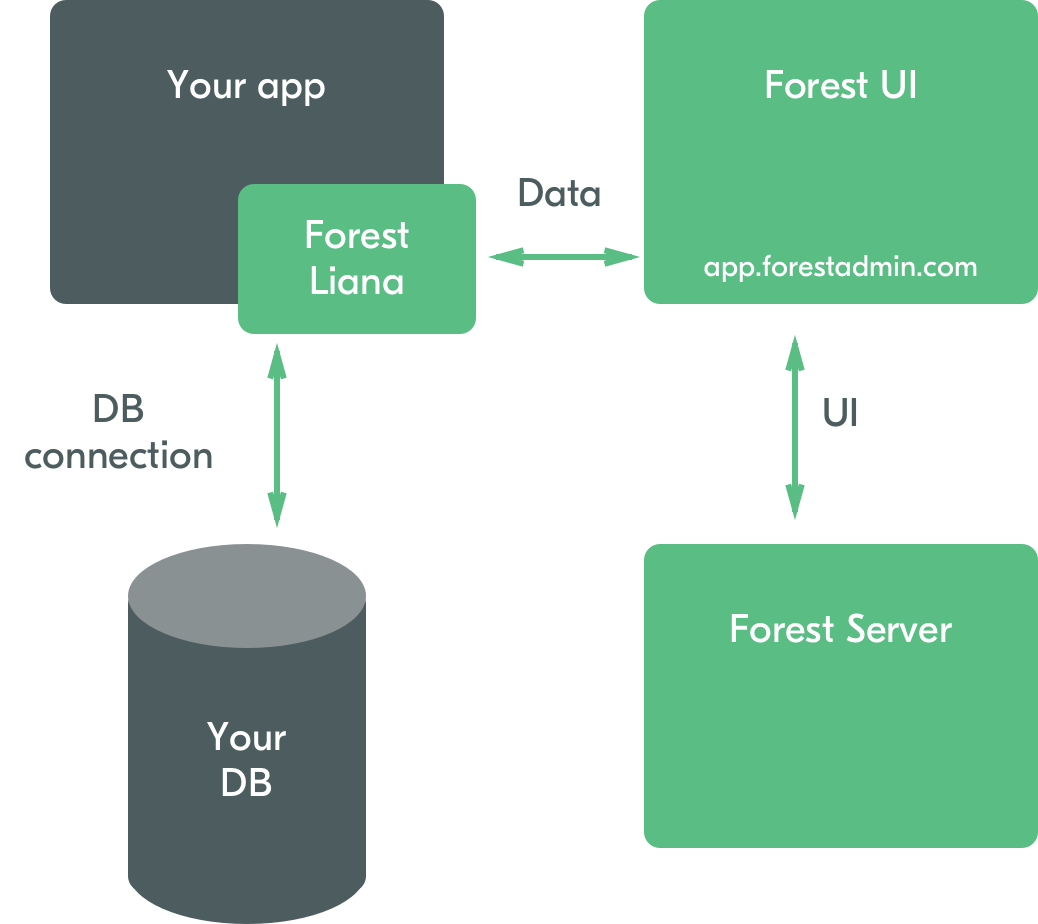 Your app
Forest UI
Data
Forest
Liana
app.forestadmin.com
DB
connection
UI
Forest Server
Your
DB